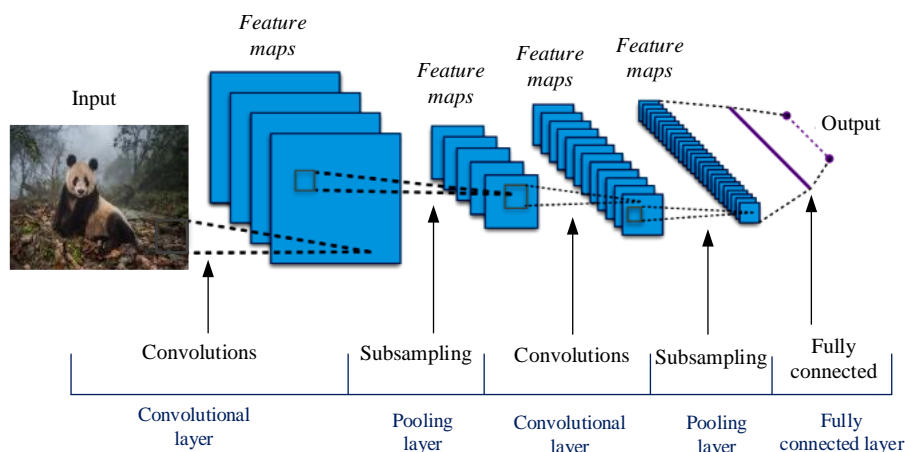 Feature
maps
Feature
maps
Feature
maps
Feature
maps
Input
Output
Convolutions
Subsampling
Convolutions
Subsampling
Fully
connected
Convolutional
layer
Pooling
layer
Convolutional
layer
Pooling
layer
Fully
connected layer